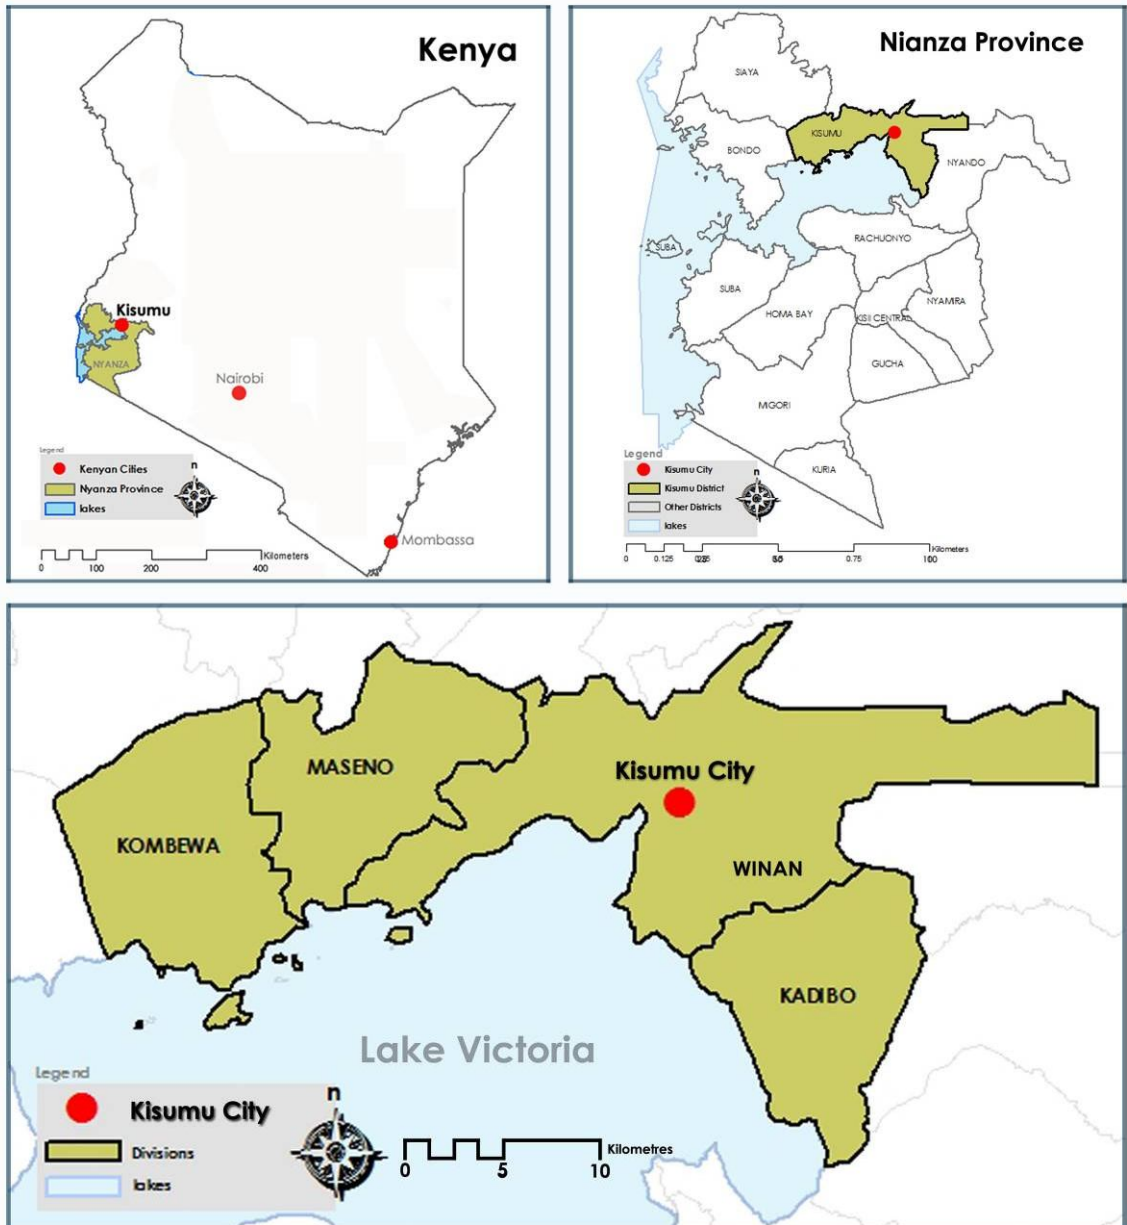 Kenya
Kisumu
NYANZA
Nairobi
Mombassa
Legend
Kenyan Cities
Nyanza Province
lakes
n
Kilometers
0 100 200 400
Nianza Province
SIAYA
KISUMU
BONDO
NYANDO
RACHUONYO
SUBA
SUBA
HOMA BAY
NYAMIRA
KISII CENTRAL
GUCHA
MIGORI
KURIA
Legend
Kisumu City
Kisumu District
Other Districts
lakes
n
Kilometers
0 0.125 0.75 100
MASENO
Kisumu City
KOMBEWA
WINAN
KADIBO
Lake Victoria
Legend
Kisumu City
Divisions
lakes
n
Kilometres
0 5 10